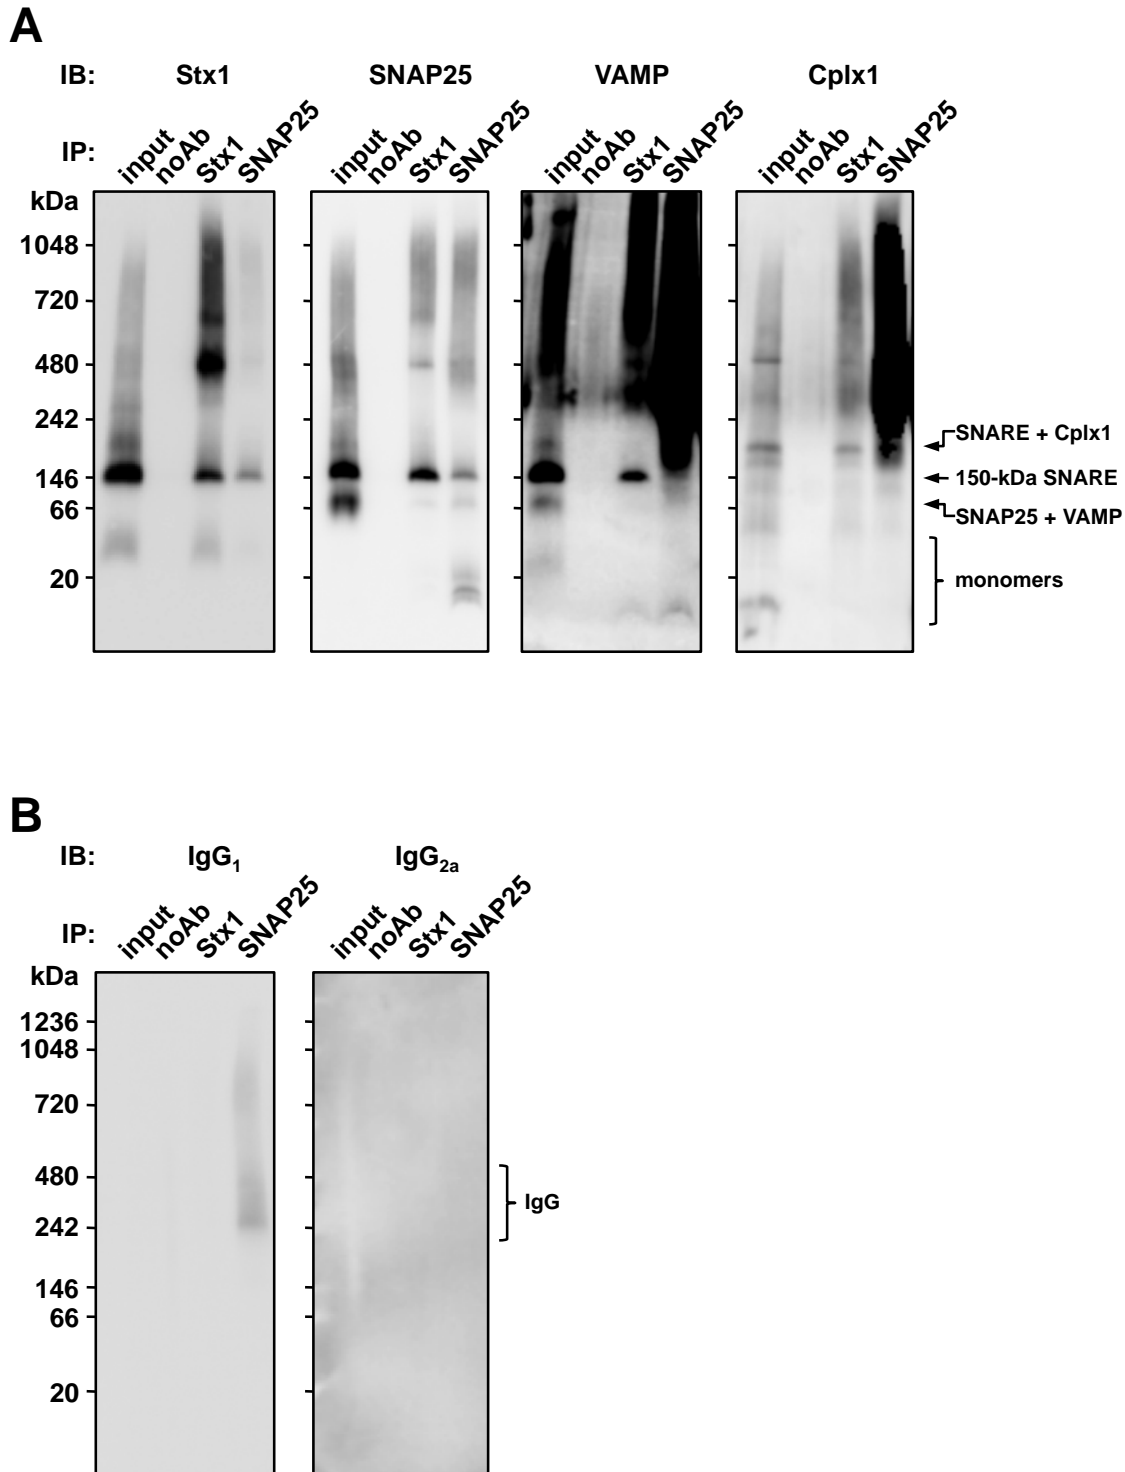 A
IB: Stx1 SNAP25 VAMP Cplx1
IP: input noAb Stx1 SNAP25 input noAb Stx1 SNAP25 input noAb Stx1 SNAP25 input noAb Stx1 SNAP25
kDa
1048
720
480
242
146
66
20
SNARE + Cplx1
150-kDa SNARE
SNAP25 + VAMP
monomers
B
IB: IgG1 IgG2a
IP: input noAb Stx1 SNAP25 input noAb Stx1 SNAP25
kDa
1236
1048
720
480
242
146
66
20
IgG